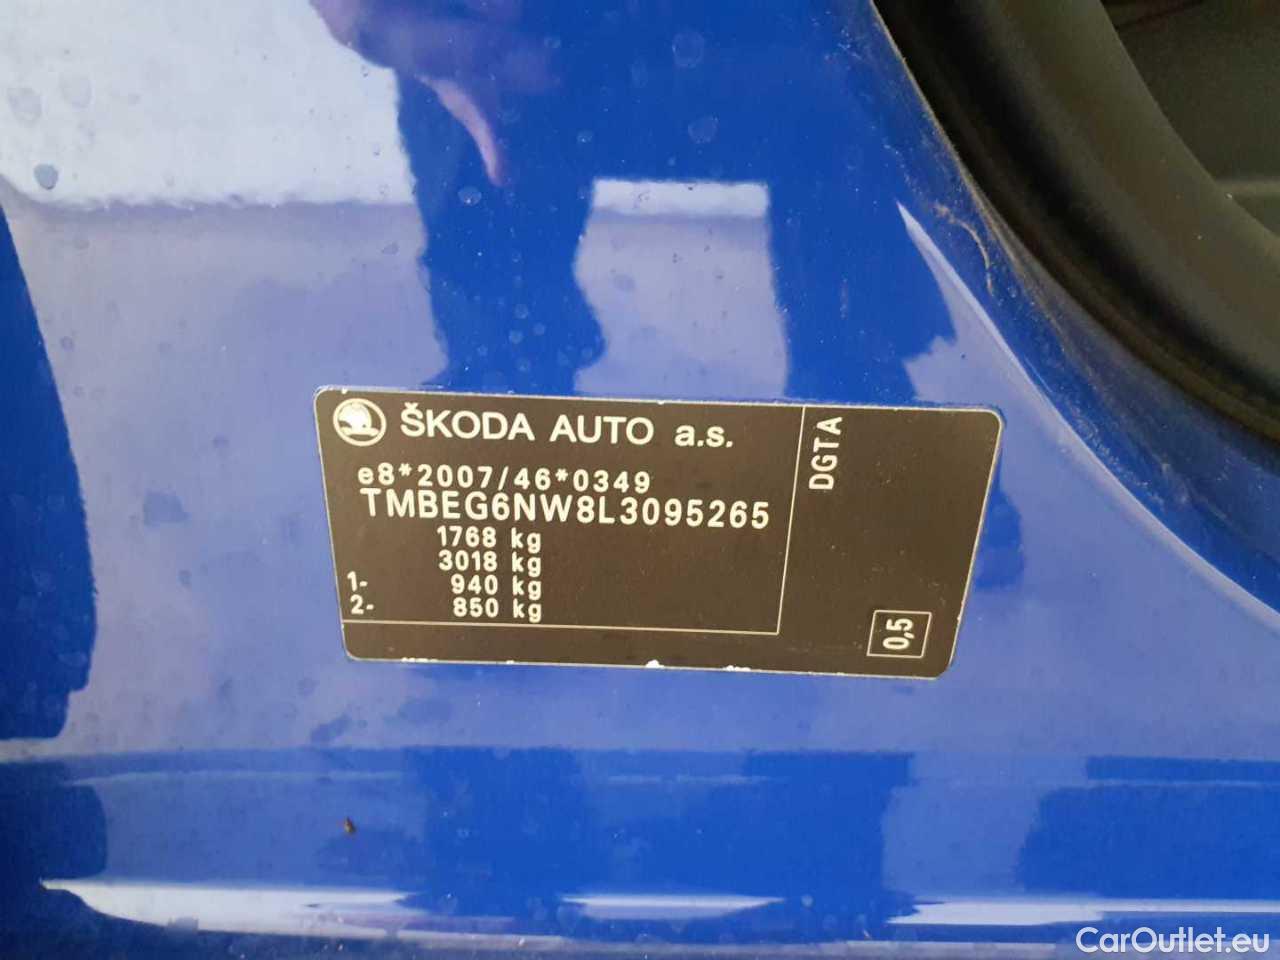 ŠKODA AUTO a.s.
e8*2007/46*0349
TMBEG6NW8L3095265
1768 kg
3018 kg
1- 940 kg
2- 850 kg
DGTA
0,5
CarOutlet.eu